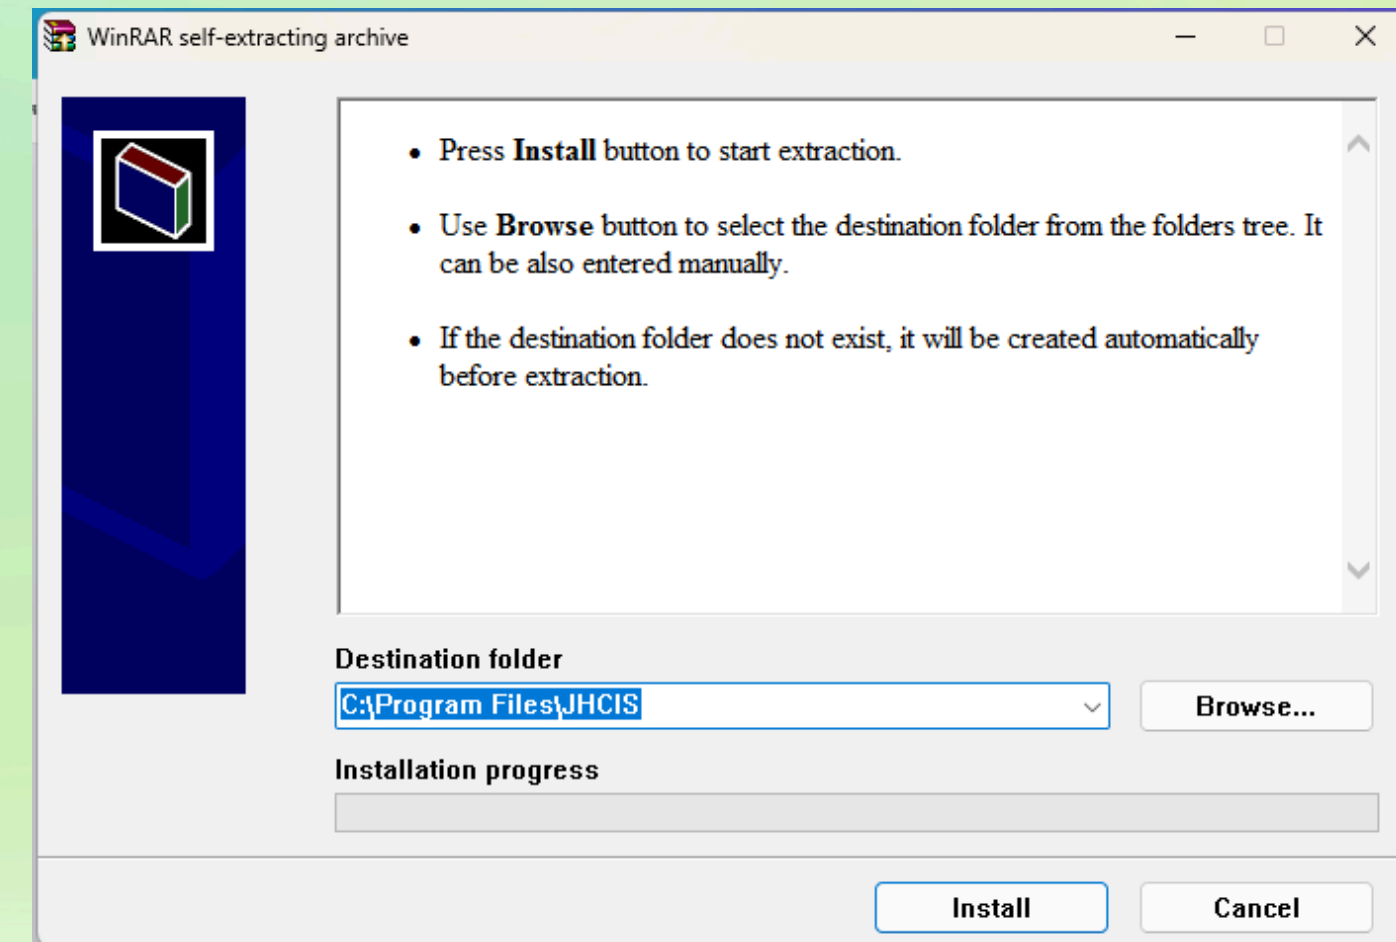 WinRAR self-extracting archive
• Press Install button to start extraction.
• Use Browse button to select the destination folder from the folders tree. It
can be also entered manually.
• If the destination folder does not exist, it will be created automatically
before extraction.
Destination folder
C:\Program Files\JHCIS
Browse...
Installation progress
Install
Cancel